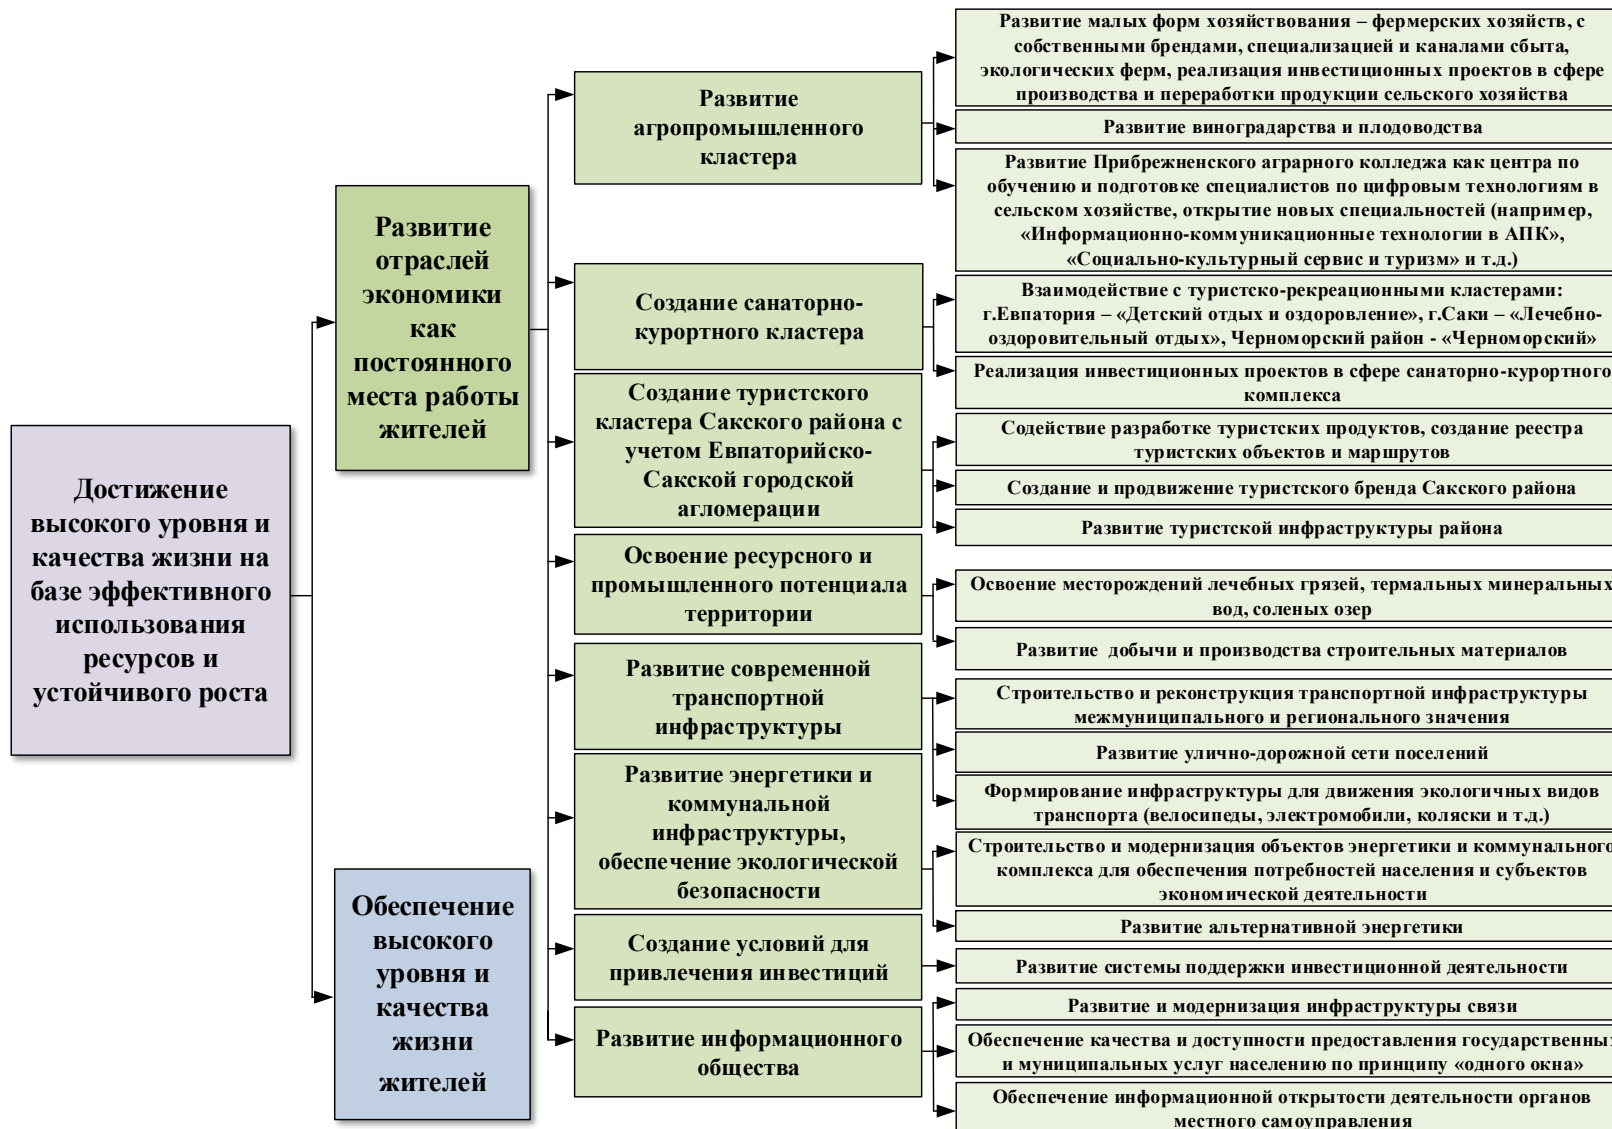 Достижение
высокого уровня и
качества жизни на
базе эффективного
использования
ресурсов и
устойчивого роста
Развитие
отраслей
экономики
как
постоянного
места работы
жителей
Обеспечение
высокого
уровня и
качества
жизни
жителей
Развитие
агропромышленного
кластера
Создание санаторно-
курортного кластера
Создание туристского
кластера Сакского района с
учетом Евпаторийско-
Сакской городской
агломерации
Освоение ресурсного и
промышленного потенциала
территории
Развитие современной
транспортной
инфраструктуры
Развитие энергетики и
коммунальной
инфраструктуры,
обеспечение экологической
безопасности
Создание условий для
привлечения инвестиций
Развитие информационного
общества
Развитие малых форм хозяйствования – фермерских хозяйств, с
собственными брендами, специализацией и каналами сбыта,
экологических ферм, реализация инвестиционных проектов в сфере
производства и переработки продукции сельского хозяйства
Развитие виноградарства и плодоводства
Развитие Прибрежненского аграрного колледжа как центра по
обучению и подготовке специалистов по цифровым технологиям в
сельском хозяйстве, открытие новых специальностей (например,
«Информационно-коммуникационные технологии в АПК»,
«Социально-культурный сервис и туризм» и т.д.)
Взаимодействие с туристско-рекреационными кластерами:
г.Евпатория – «Детский отдых и оздоровление», г.Саки – «Лечебно-
оздоровительный отдых», Черноморский район - «Черноморский»
Реализация инвестиционных проектов в сфере санаторно-курортного
комплекса
Содействие разработке туристских продуктов, создание реестра
туристских объектов и маршрутов
Создание и продвижение туристского бренда Сакского района
Развитие туристской инфраструктуры района
Освоение месторождений лечебных грязей, термальных минеральных
вод, соленых озер
Развитие добычи и производства строительных материалов
Строительство и реконструкция транспортной инфраструктуры
межмуниципального и регионального значения
Развитие улично-дорожной сети поселений
Формирование инфраструктуры для движения экологичных видов
транспорта (велосипеды, электромобили, коляски и т.д.)
Строительство и модернизация объектов энергетики и коммунального
комплекса для обеспечения потребностей населения и субъектов
экономической деятельности
Развитие альтернативной энергетики
Развитие системы поддержки инвестиционной деятельности
Развитие и модернизация инфраструктуры связи
Обеспечение качества и доступности предоставления государственных
и муниципальных услуг населению по принципу «одного окна»
Обеспечение информационной открытости деятельности органов
местного самоуправления